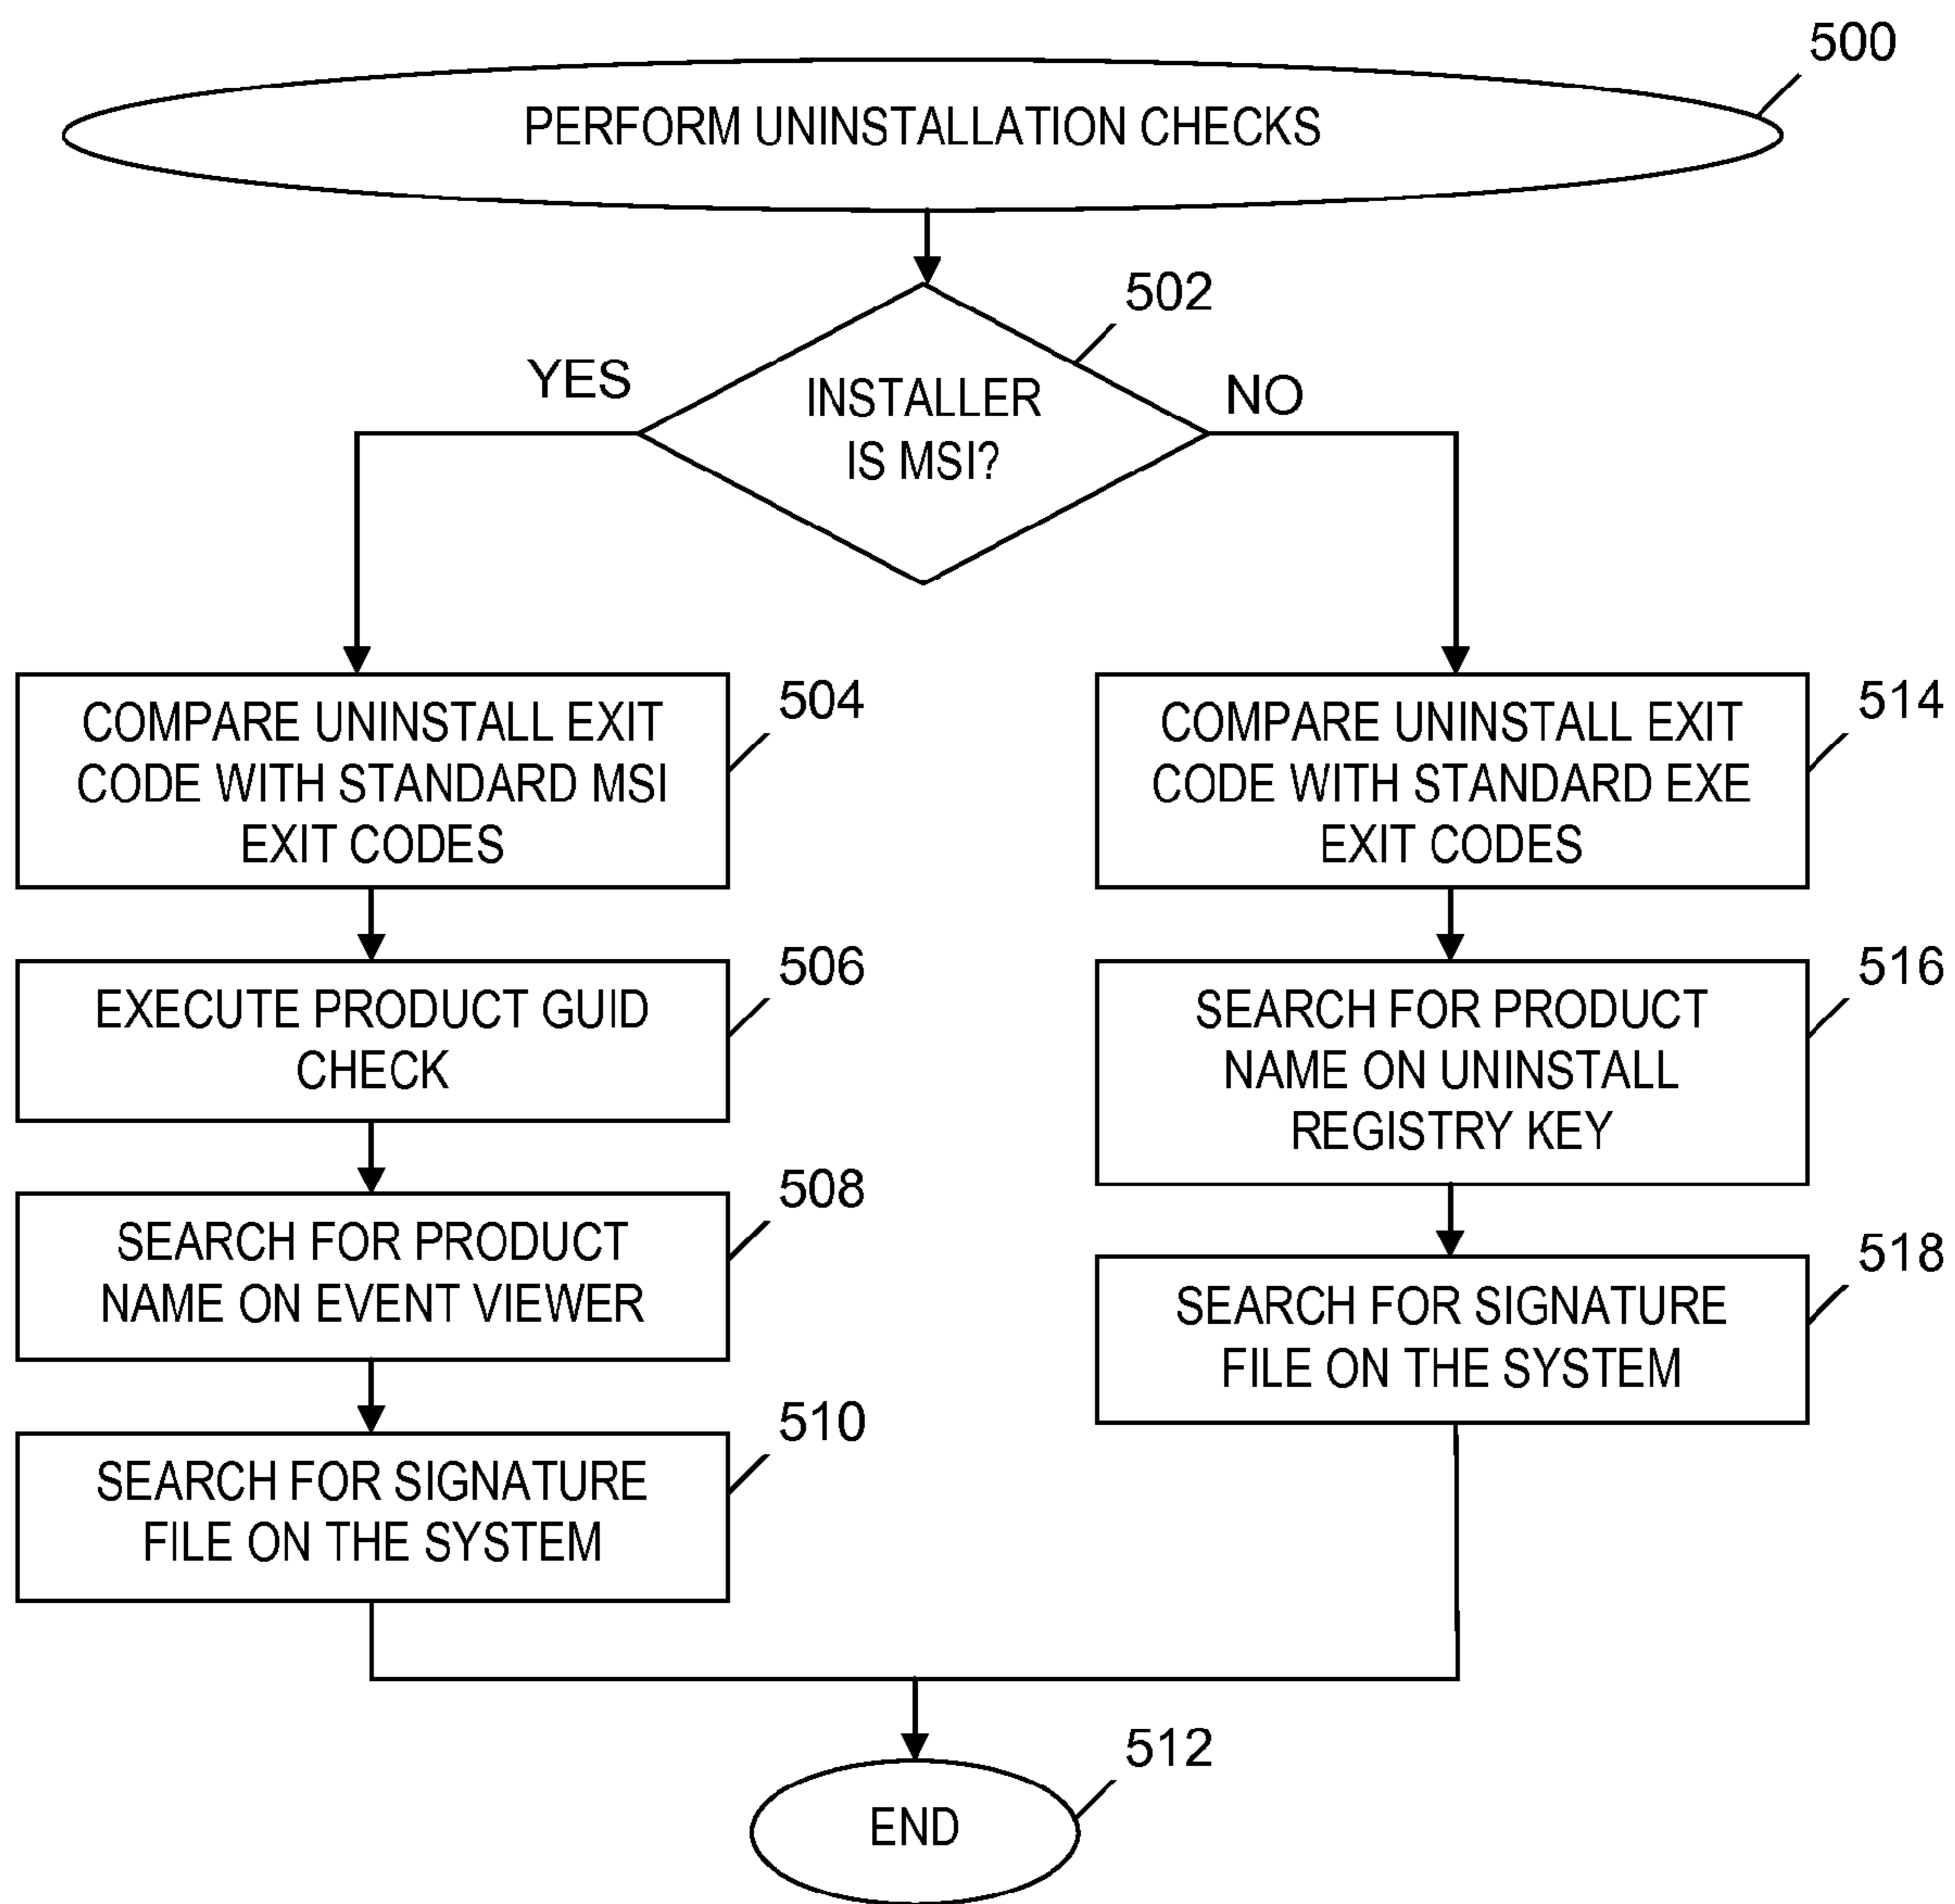 500
PERFORM UNINSTALLATION CHECKS
502
YES
INSTALLER
IS MSI?
NO
COMPARE UNINSTALL EXIT
CODE WITH STANDARD MSI
EXIT CODES
504
EXECUTE PRODUCT GUID
CHECK
506
SEARCH FOR PRODUCT
NAME ON EVENT VIEWER
508
SEARCH FOR SIGNATURE
FILE ON THE SYSTEM
510
COMPARE UNINSTALL EXIT
CODE WITH STANDARD EXE
EXIT CODES
514
SEARCH FOR PRODUCT
NAME ON UNINSTALL
REGISTRY KEY
516
SEARCH FOR SIGNATURE
FILE ON THE SYSTEM
518
END
512